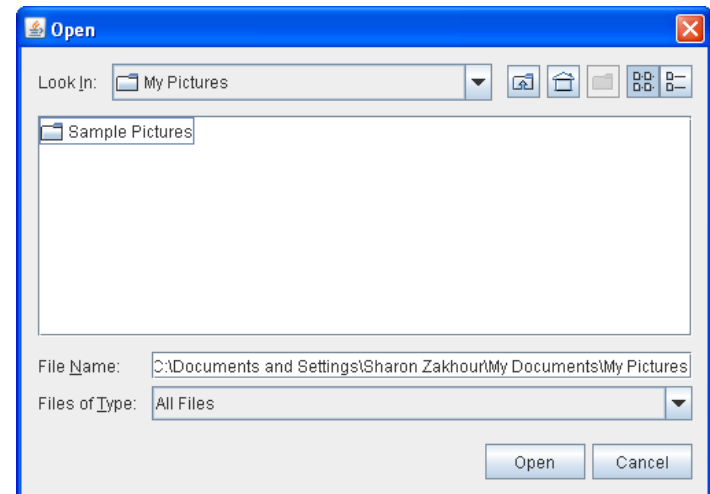 Open
Look In: My Pictures
Sample Pictures
File Name: C:\Documents and Settings\Sharon Zakhour\My Documents\My Pictures
Files of Type: All Files
Open Cancel